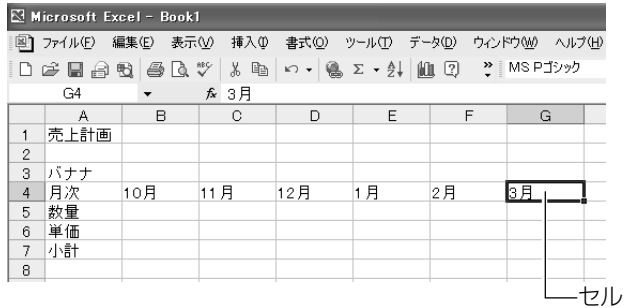 Microsoft Excel - Book1
ファイル(F) 編集(E) 表示(V) 挿入(I) 書式(O) ツール(T) データ(D) ウィンドウ(W) ヘルプ(H)
MS Pゴシック
G4 fx 3月
A B C D E F G
1 売上計画
2
3 バナナ
4 月次 10月 11月 12月 1月 2月 3月
5 数量
6 単価
7 小計
8
セル